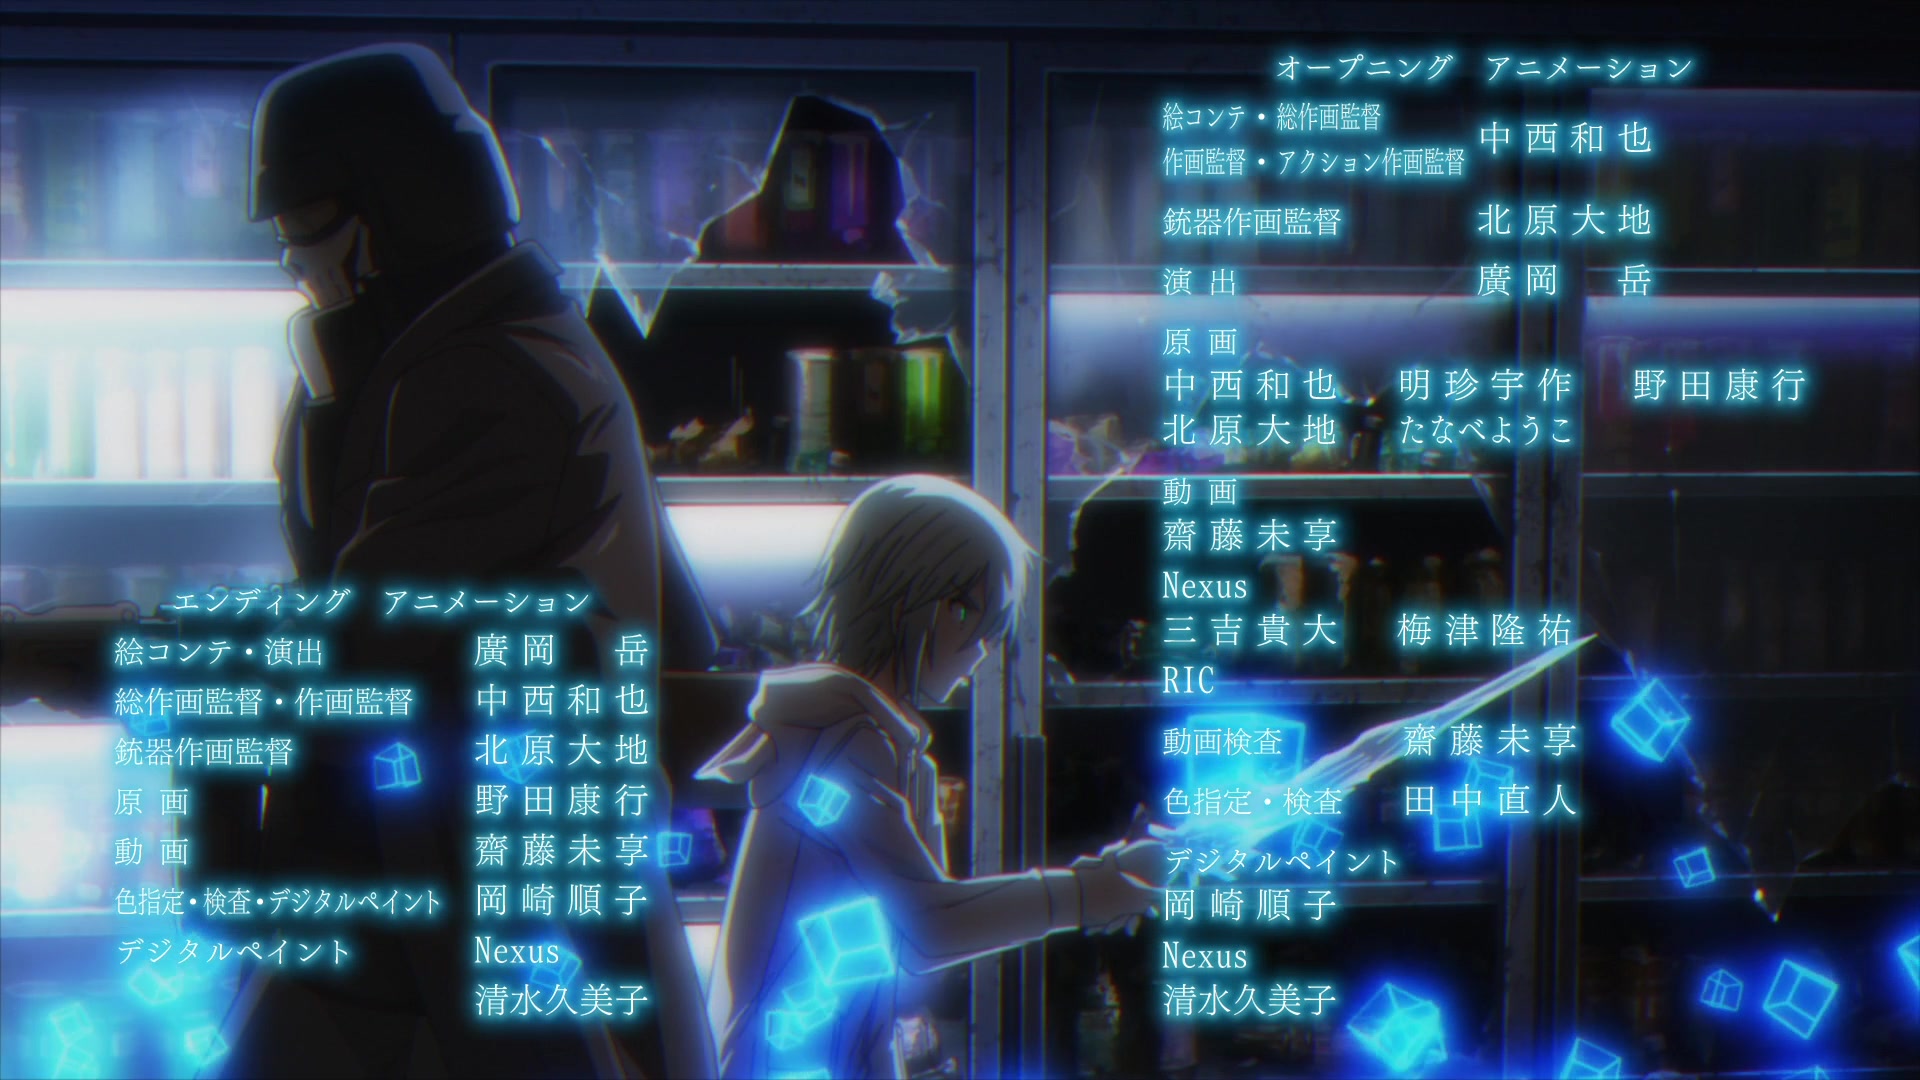 オープニング　アニメーション
絵コンテ・総作画監督
作画監督・アクション作画監督　中西和也
銃器作画監督　北原大地
演出　廣岡　岳
原画
中西和也　明珍宇作　野田康行
北原大地　たなべようこ
動画
齋藤未享
Nexus
三吉貴大　梅津隆祐
RIC
動画検査　齋藤未享
色指定・検査　田中直人
デジタルペイント
岡崎順子
Nexus
清水久美子
エンディング　アニメーション
絵コンテ・演出　廣岡　岳
総作画監督・作画監督　中西和也
銃器作画監督　北原大地
原画　野田康行
動画　齋藤未享
色指定・検査・デジタルペイント　岡崎順子
デジタルペイント　Nexus
清水久美子